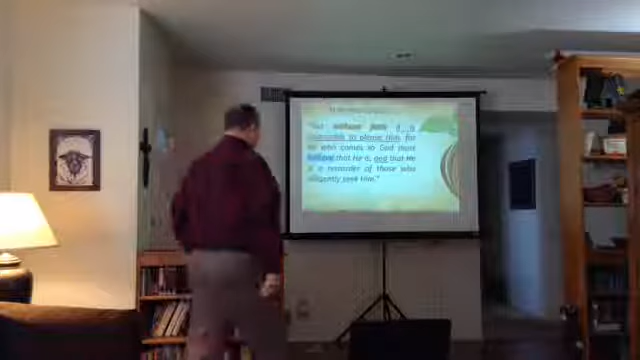 "But without faith it is
impossible to please Him, for
he who comes to God must
believe that He is, and that He
is a rewarder of those who
diligently seek Him."